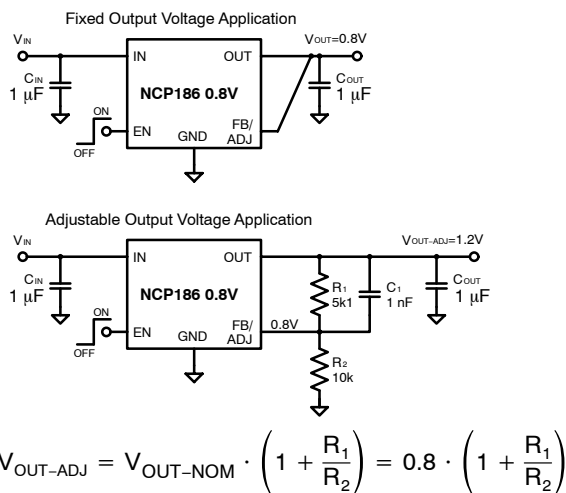 Fixed Output Voltage Application
VIN
VOUT=0.8V
IN
OUT
CIN
1 μF
NCP186 0.8V
COUT
1 μF
ON
OFF
EN
GND
FB/
ADJ
Adjustable Output Voltage Application
VIN
VOUT-ADJ=1.2V
IN
OUT
CIN
1 μF
NCP186 0.8V
R1
5k1
C1
1 nF
COUT
1 μF
ON
OFF
EN
GND
FB/
ADJ
0.8V
R2
10k
VOUT-ADJ = VOUT-NOM · (1 + R1/R2) = 0.8 · (1 + R1/R2)